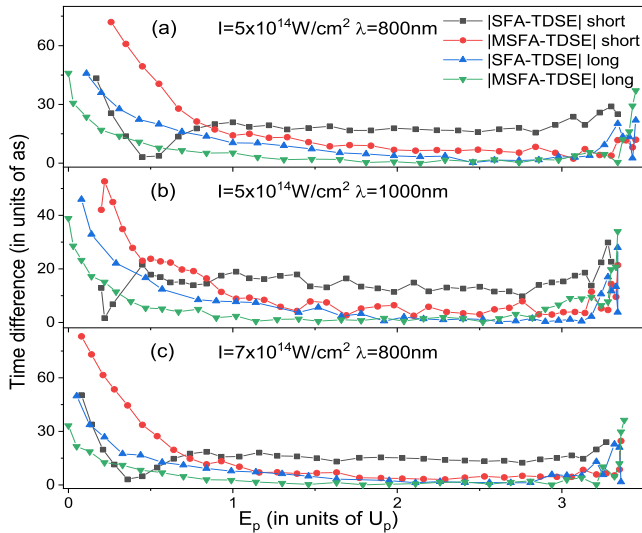 (a) I=5x10¹⁴W/cm² λ=800nm
|SFA-TDSE| short
|MSFA-TDSE| short
|SFA-TDSE| long
|MSFA-TDSE| long
60
45
30
15
0
(b) I=5x10¹⁴W/cm² λ=1000nm
40
20
0
(c) I=7x10¹⁴W/cm² λ=800nm
60
30
0
Time difference (in units of as)
0 1 2 3
Eₚ (in units of Uₚ)